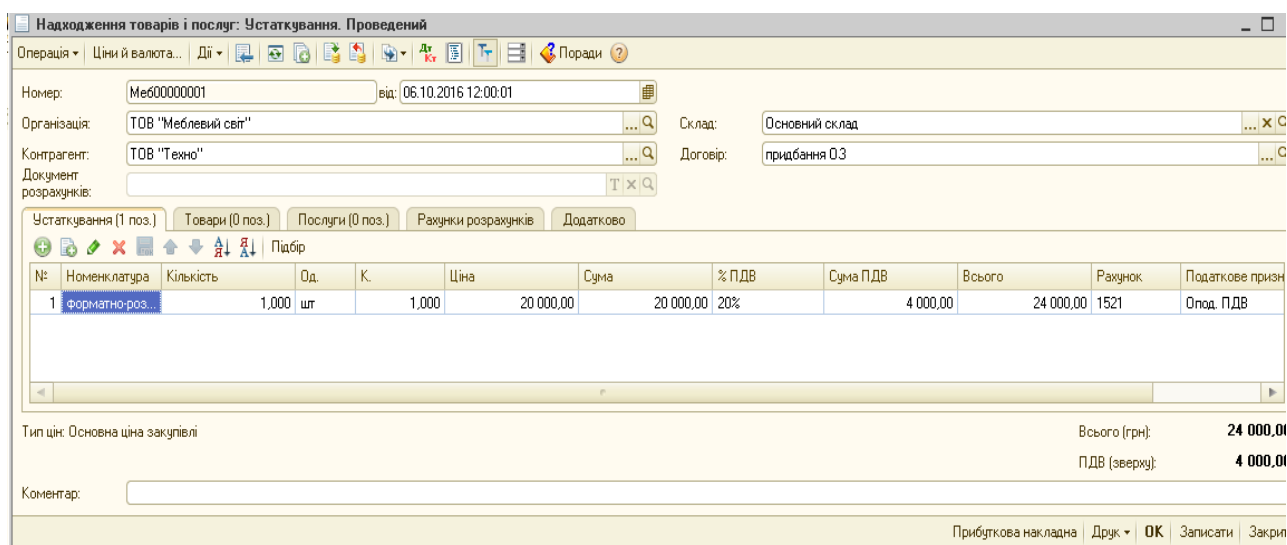 Надходження товарів і послуг: Устаткування. Проведений
Операція Ціни й валюта... Дії Дт Кт Поради
Номер: Меб00000001 від: 06.10.2016 12:00:01
Організація: ТОВ "Меблевий світ" ... Склад: Основний склад ...
Контрагент: ТОВ "Техно" ... Договір: придбання ОЗ ...
Документ
розрахунків: T
Устаткування (1 поз.) Товари (0 поз.) Послуги (0 поз.) Рахунки розрахунків Додатково
Підбір
№ Номенклатура Кількість Од. К. Ціна Сума % ПДВ Сума ПДВ Всього Рахунок Податкове призн
1 форматно-роз... 1,000 шт 1,000 20 000,00 20 000,00 20% 4 000,00 24 000,00 1521 Опод. ПДВ
Тип цін: Основна ціна закупівлі
Всього (грн): 24 000,00
ПДВ (зверху): 4 000,00
Коментар:
Прибуткова накладна Друк OK Записати Закрит